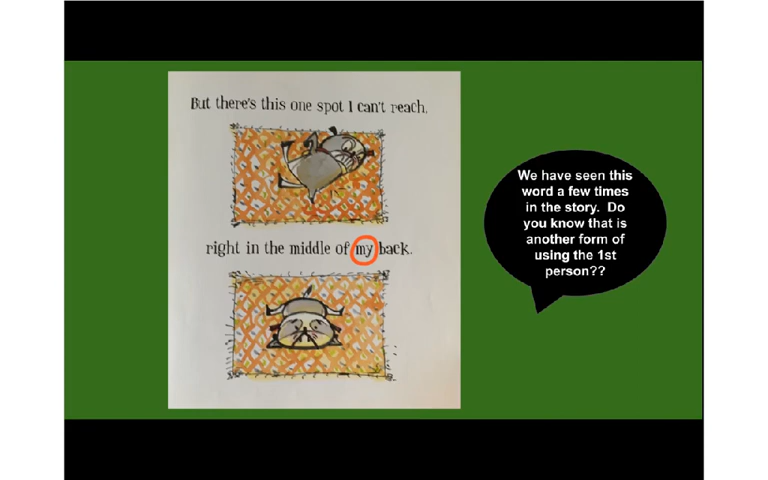 But there's this one spot I can't reach,
right in the middle of my back.
We have seen this
word a few times
in the story. Do
you know that is
another form of
using the 1st
person??